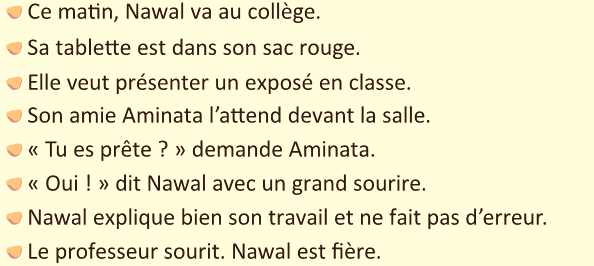 Ce matin, Nawal va au collège.
Sa tablette est dans son sac rouge.
Elle veut présenter un exposé en classe.
Son amie Aminata l’attend devant la salle.
« Tu es prête ? » demande Aminata.
« Oui ! » dit Nawal avec un grand sourire.
Nawal explique bien son travail et ne fait pas d’erreur.
Le professeur sourit. Nawal est fière.